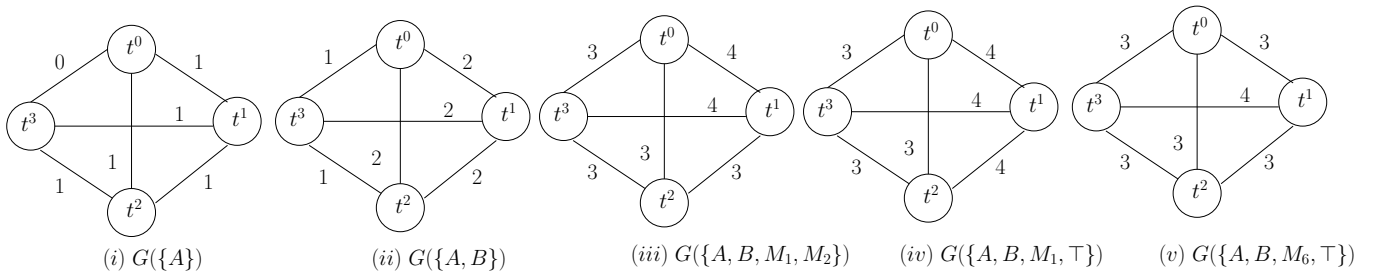 t^0
0 1
t^3 1 t^1
1
1 1
t^2
(i) G({A})
t^0
1 2
t^3 2 t^1
2
1 2
t^2
(ii) G({A, B})
t^0
3 4
t^3 4 t^1
3
3 3
t^2
(iii) G({A, B, M_1, M_2})
t^0
3 4
t^3 4 t^1
3
3 4
t^2
(iv) G({A, B, M_1, ⊤})
t^0
3 3
t^3 4 t^1
3
3 3
t^2
(v) G({A, B, M_6, ⊤})